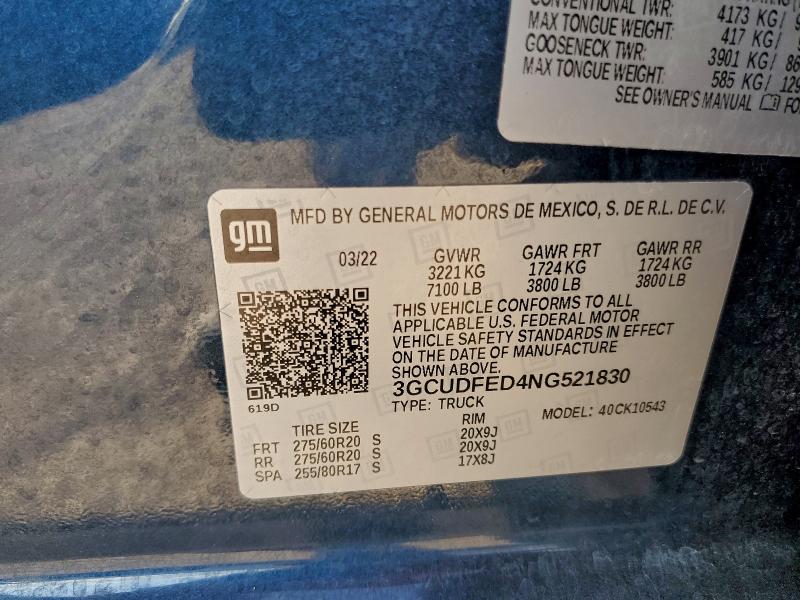 CONVENTIONAL TWR: 4173 KG/
MAX TONGUE WEIGHT: 417 KG/
GOOSENECK TWR: 3901 KG/ 86
MAX TONGUE WEIGHT: 585 KG/ 129
SEE OWNER'S MANUAL FO
gm MFD BY GENERAL MOTORS DE MEXICO, S. DE R.L. DE C.V.
03/22 GVWR GAWR FRT GAWR RR
3221 KG 1724 KG 1724 KG
7100 LB 3800 LB 3800 LB
THIS VEHICLE CONFORMS TO ALL
APPLICABLE U.S. FEDERAL MOTOR
VEHICLE SAFETY STANDARDS IN EFFECT
ON THE DATE OF MANUFACTURE
SHOWN ABOVE.
3GCUDFED4NG521830
619D TYPE: TRUCK MODEL: 40CK10543
TIRE SIZE RIM
FRT 275/60R20 S 20X9J
RR 275/60R20 S 20X9J
SPA 255/80R17 S 17X8J